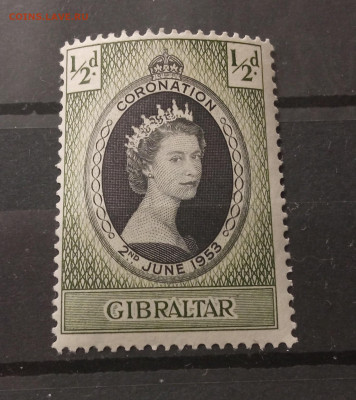 ½d.
½d.
CORONATION
2ND JUNE 1953
GIBRALTAR